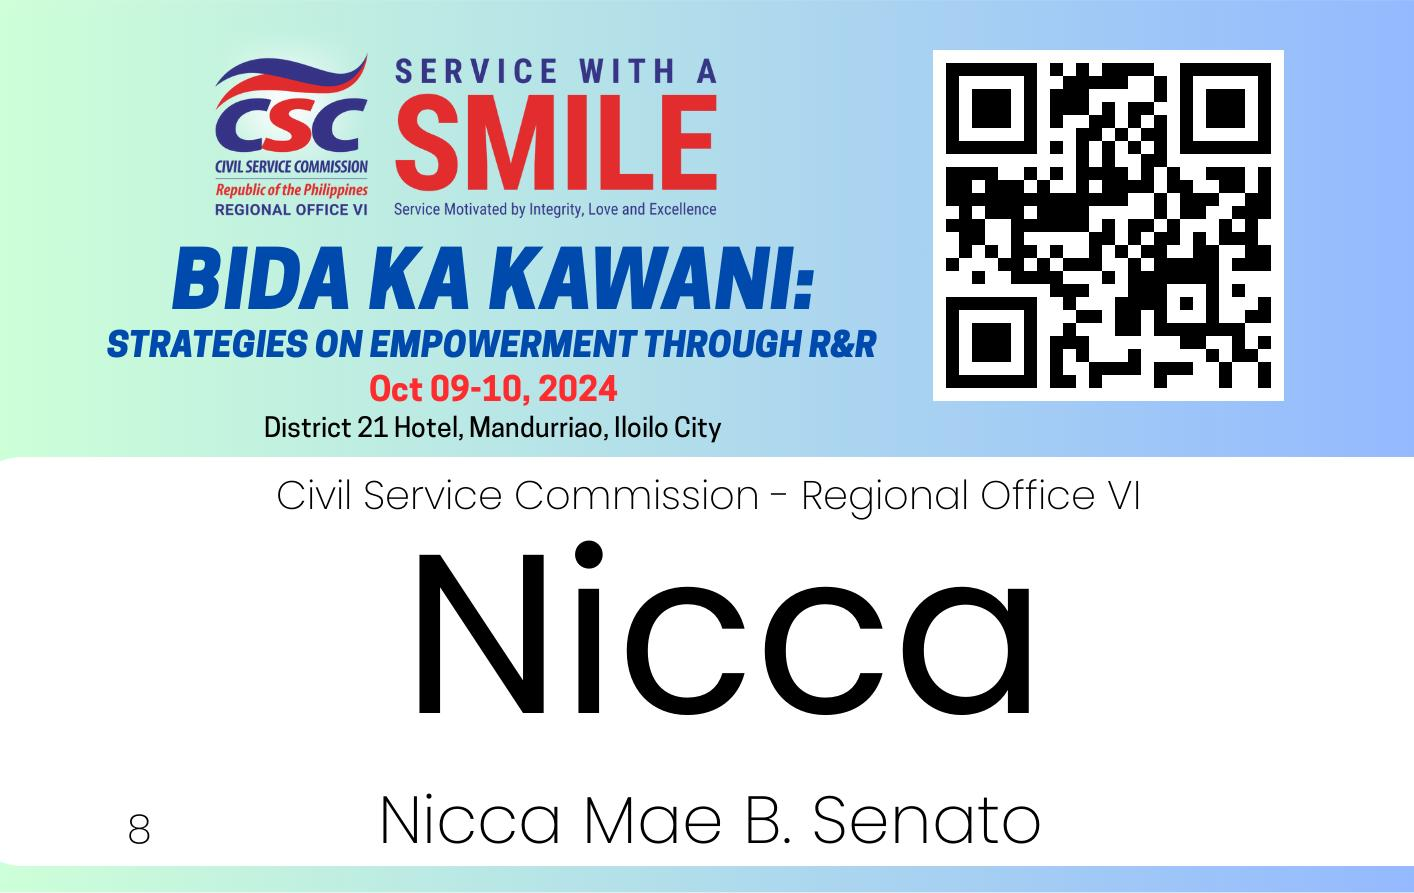 CSC
CIVIL SERVICE COMMISSION
Republic of the Philippines
REGIONAL OFFICE VI
SERVICE WITH A
SMILE
Service Motivated by Integrity, Love and Excellence
BIDA KA KAWANI:
STRATEGIES ON EMPOWERMENT THROUGH R&R
Oct 09-10, 2024
District 21 Hotel, Mandurriao, Iloilo City
Civil Service Commission - Regional Office VI
Nicca
Nicca Mae B. Senato
8